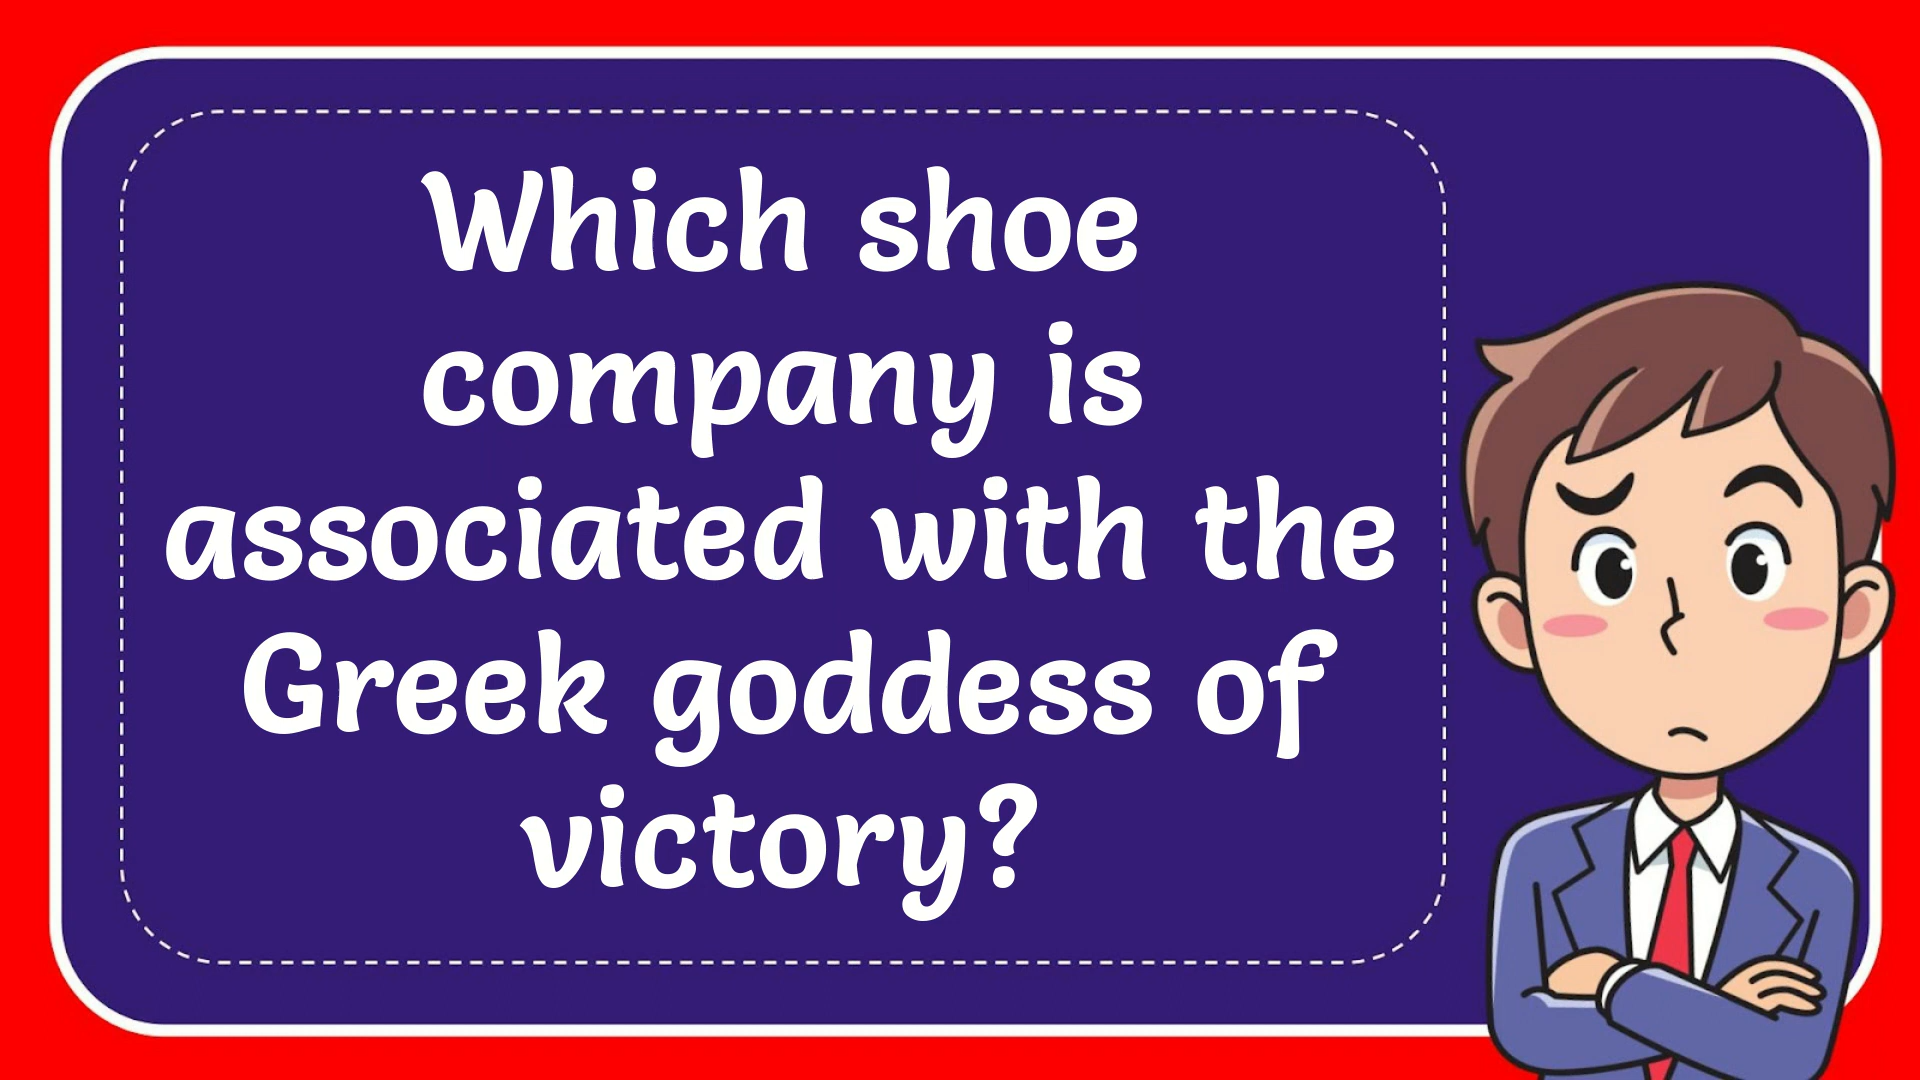 Which shoe
company is
associated with the
Greek goddess of
victory?